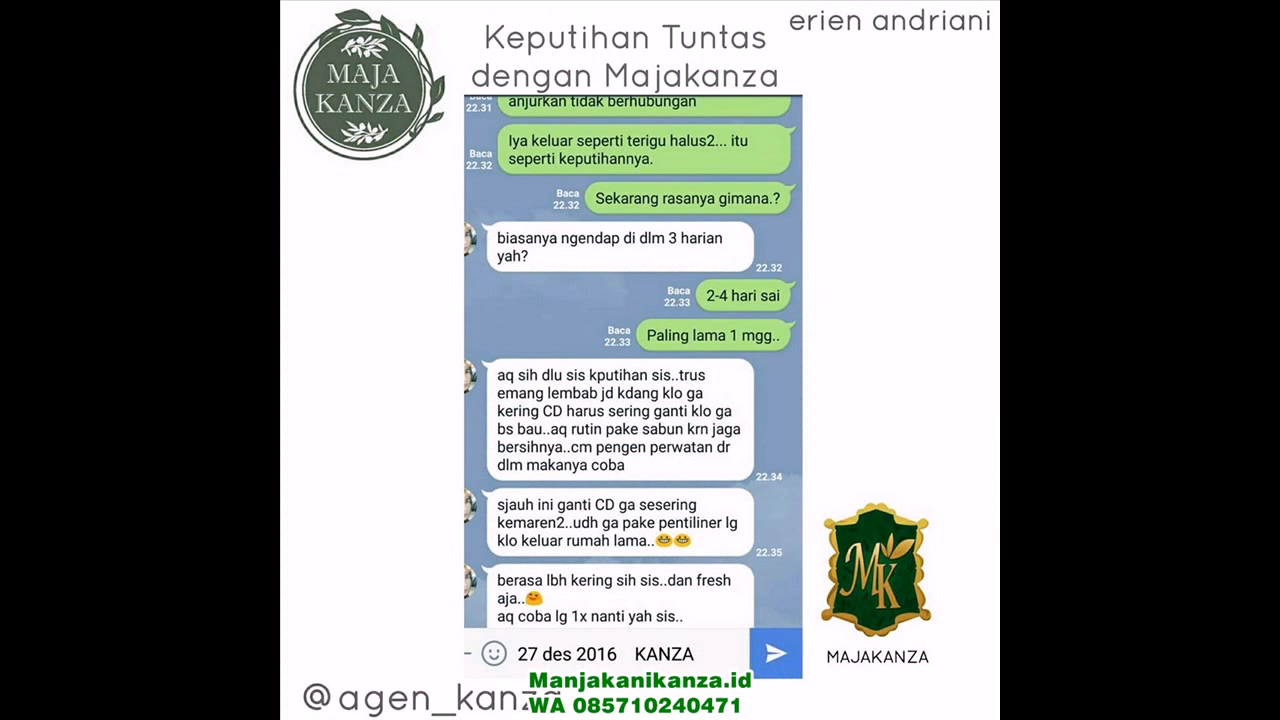 MAJA
KANZA
Keputihan Tuntas
dengan Majakanza
erien andriani
Baca
22.31
anjurkan tidak berhubungan
Iya keluar seperti terigu halus2... itu
seperti keputihannya.
Baca
22.32
Sekarang rasanya gimana.?
Baca
22.32
biasanya ngendap di dlm 3 harian
yah?
22.32
2-4 hari sai
Baca
22.33
Paling lama 1 mgg..
Baca
22.33
aq sih dlu sis kputihan sis..trus
emang lembab jd kdang klo ga
kering CD harus sering ganti klo ga
bs bau..aq rutin pake sabun krn jaga
bersihnya..cm pengen perwatan dr
dlm makanya coba
22.34
sjauh ini ganti CD ga sesering
kemaren2..udh ga pake pentiliner lg
klo keluar rumah lama..😁😁
22.35
berasa lbh kering sih sis..dan fresh
aja..😊
aq coba lg 1x nanti yah sis..
27 des 2016 KANZA
MK
MAJAKANZA
@agen_kanza
Manjakanikanza.id
WA 085710240471